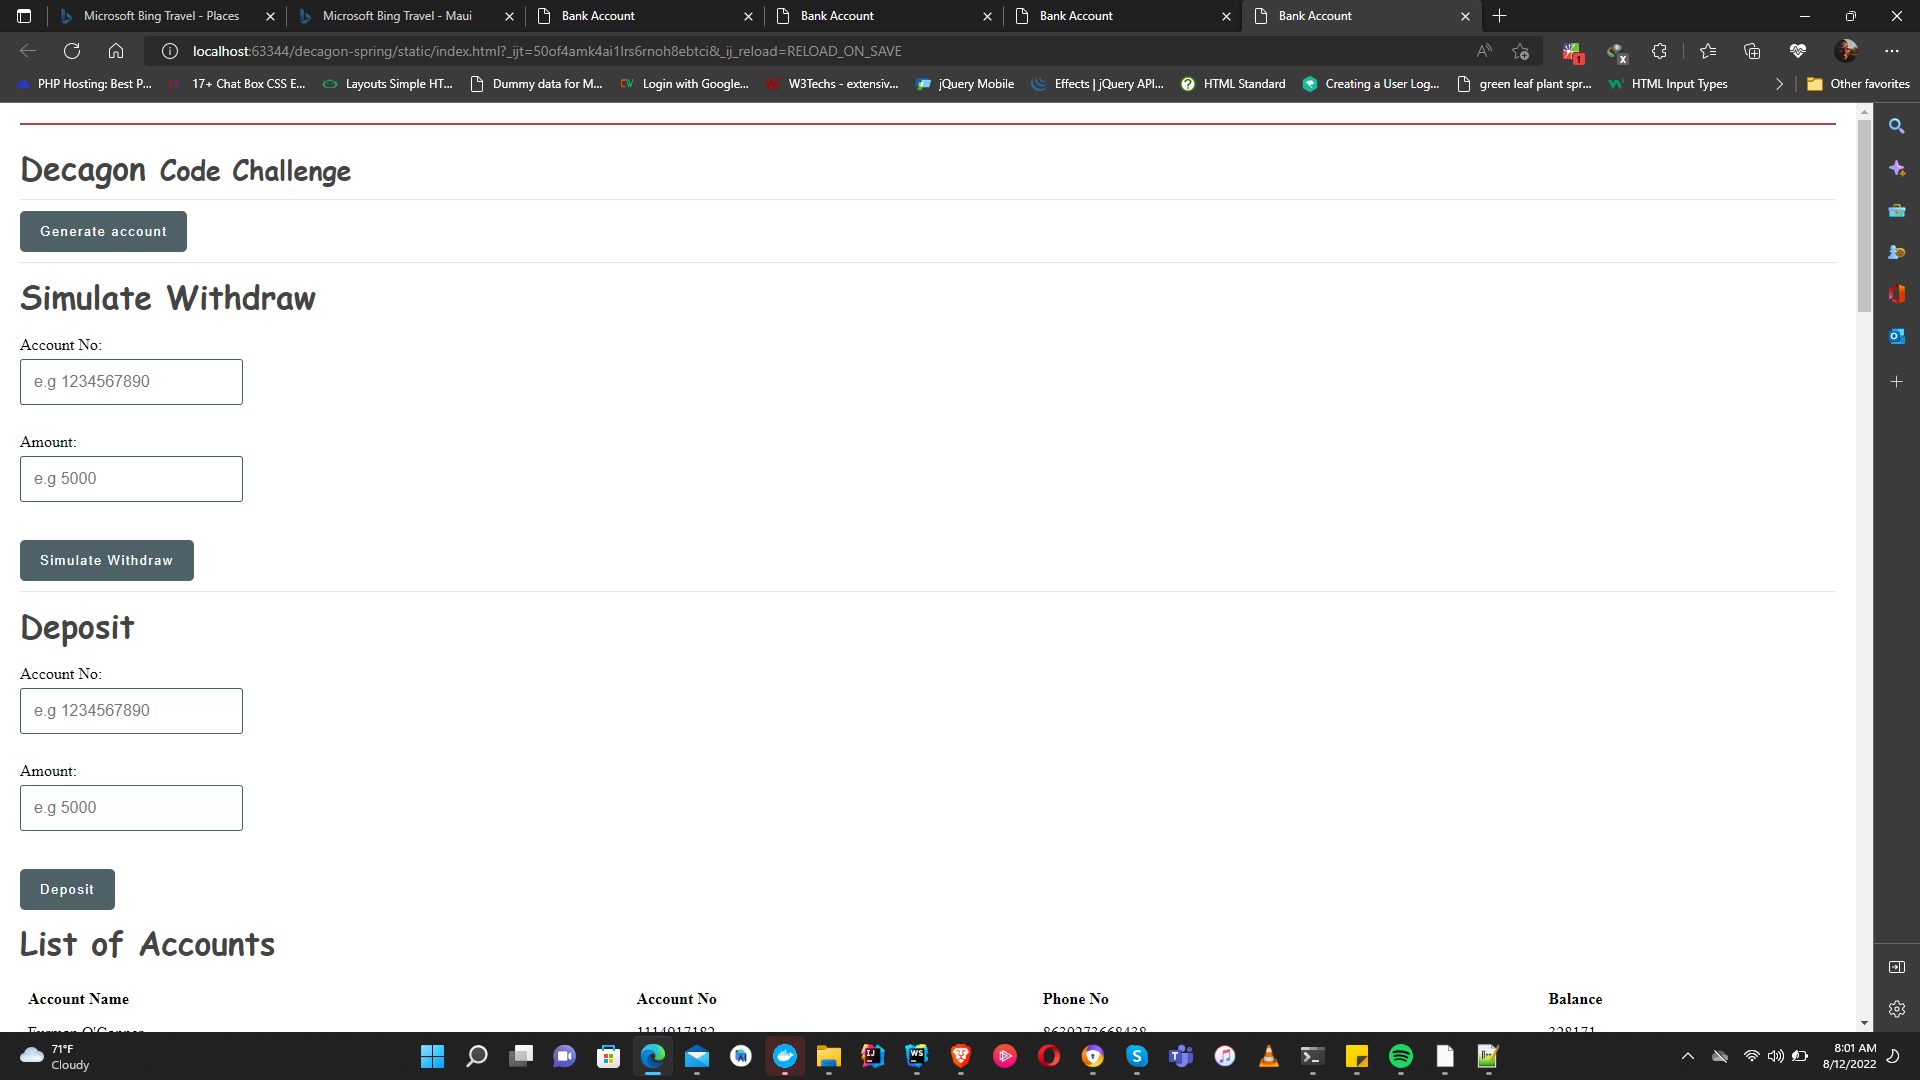 Microsoft Bing Travel - Places
Microsoft Bing Travel - Maui
Bank Account
Bank Account
Bank Account
Bank Account
localhost:63344/decagon-spring/static/index.html?_ijt=50of4amk4ai1lrs6rnoh8ebtci&_ij_reload=RELOAD_ON_SAVE
PHP Hosting: Best P...
17+ Chat Box CSS E...
Layouts Simple HT...
Dummy data for M...
Login with Google...
W3Techs - extensiv...
jQuery Mobile
Effects | jQuery API...
HTML Standard
Creating a User Log...
green leaf plant spr...
HTML Input Types
Other favorites
Decagon Code Challenge
Generate account
Simulate Withdraw
Account No:
e.g 1234567890
Amount:
e.g 5000
Simulate Withdraw
Deposit
Account No:
e.g 1234567890
Amount:
e.g 5000
Deposit
List of Accounts
Account Name Account No Phone No Balance
71°F
Cloudy
8:01 AM
8/12/2022